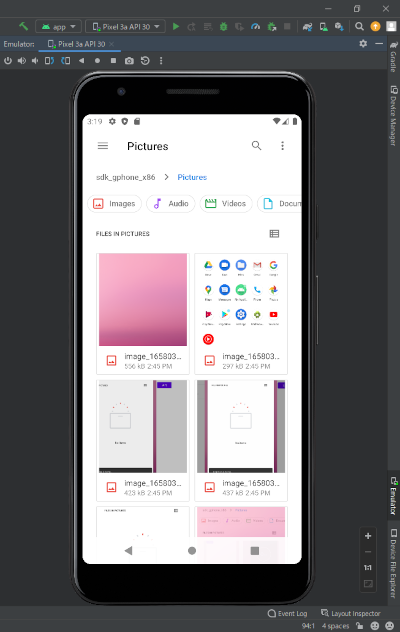 app
Pixel 3a API 30
Emulator:
Pixel 3a API 30
Gradle
Device Manager
3:19
Pictures
sdk_gphone_x86
Pictures
Images
Audio
Videos
Docum
FILES IN PICTURES
image_165803...
556 kB 2:45 PM
image_165803...
297 kB 2:45 PM
image_165803...
423 kB 2:45 PM
image_165803...
437 kB 2:45 PM
1:1
Emulator
Device File Explorer
Event Log
Layout Inspector
94:1
4 spaces